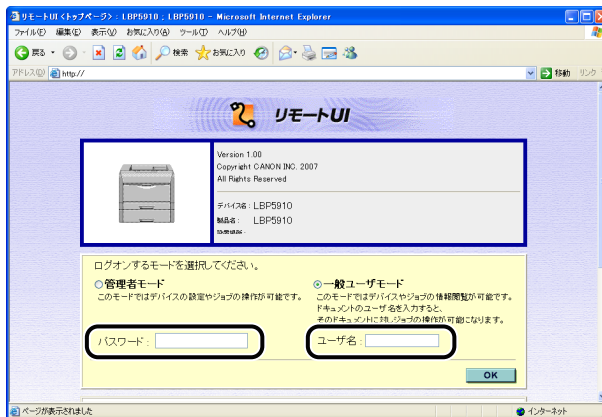 リモートUI <トップページ> : LBP5910 ; LBP5910 - Microsoft Internet Explorer
ファイル(F) 編集(E) 表示(V) お気に入り(A) ツール(T) ヘルプ(H)
戻る 検索 お気に入り
アドレス(D) http:// 移動 リンク
リモートUI
Version 1.00
Copyright CANON INC. 2007
All Rights Reserved
デバイス名 : LBP5910
製品名 : LBP5910
設置場所 :
ログオンするモードを選択してください。
管理者モード
このモードではデバイスの設定やジョブの操作が可能です。
一般ユーザモード
このモードではデバイスやジョブの情報閲覧が可能です。
ドキュメントのユーザ名を入力すると、
そのドキュメントに対しジョブの操作が可能になります。
パスワード :
ユーザ名 :
OK
ページが表示されました インターネット